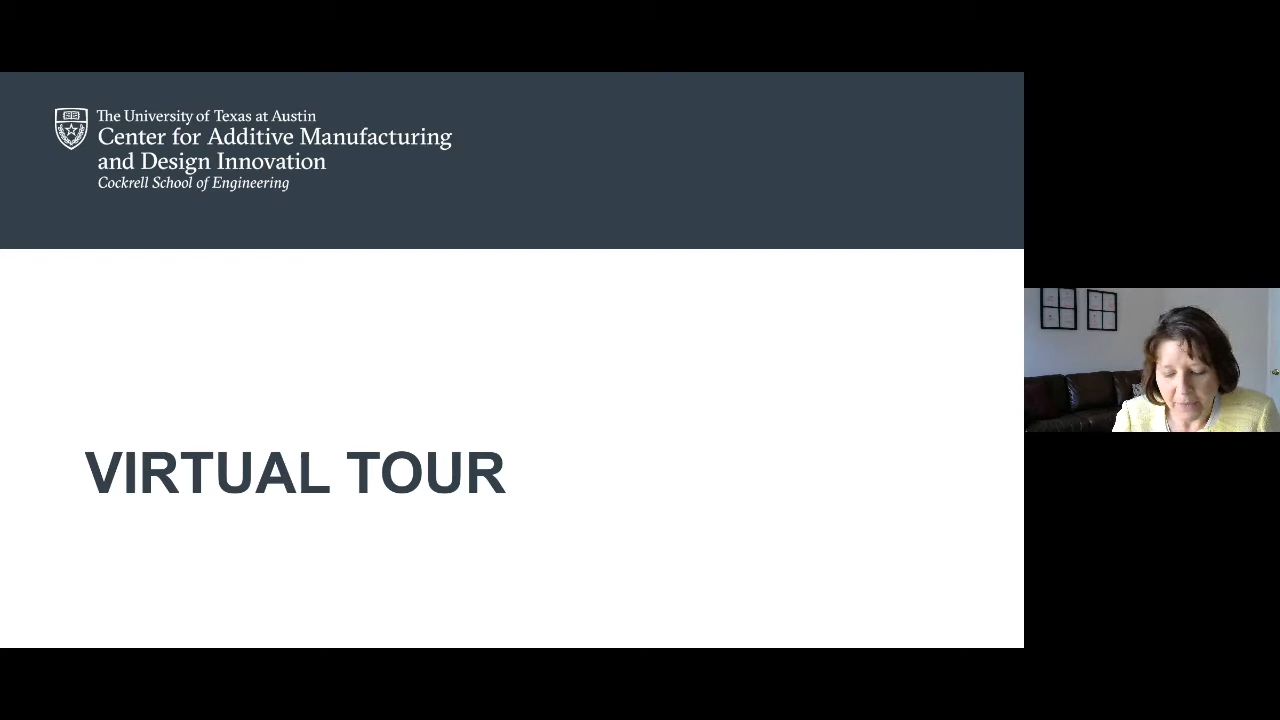 The University of Texas at Austin
Center for Additive Manufacturing
and Design Innovation
Cockrell School of Engineering
VIRTUAL TOUR